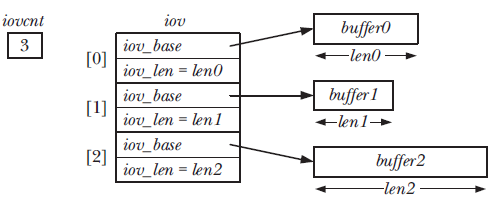 iovcnt
3
iov
[0]
iov_base
iov_len = len0
[1]
iov_base
iov_len = len1
[2]
iov_base
iov_len = len2
buffer0
len0
buffer1
len1
buffer2
len2